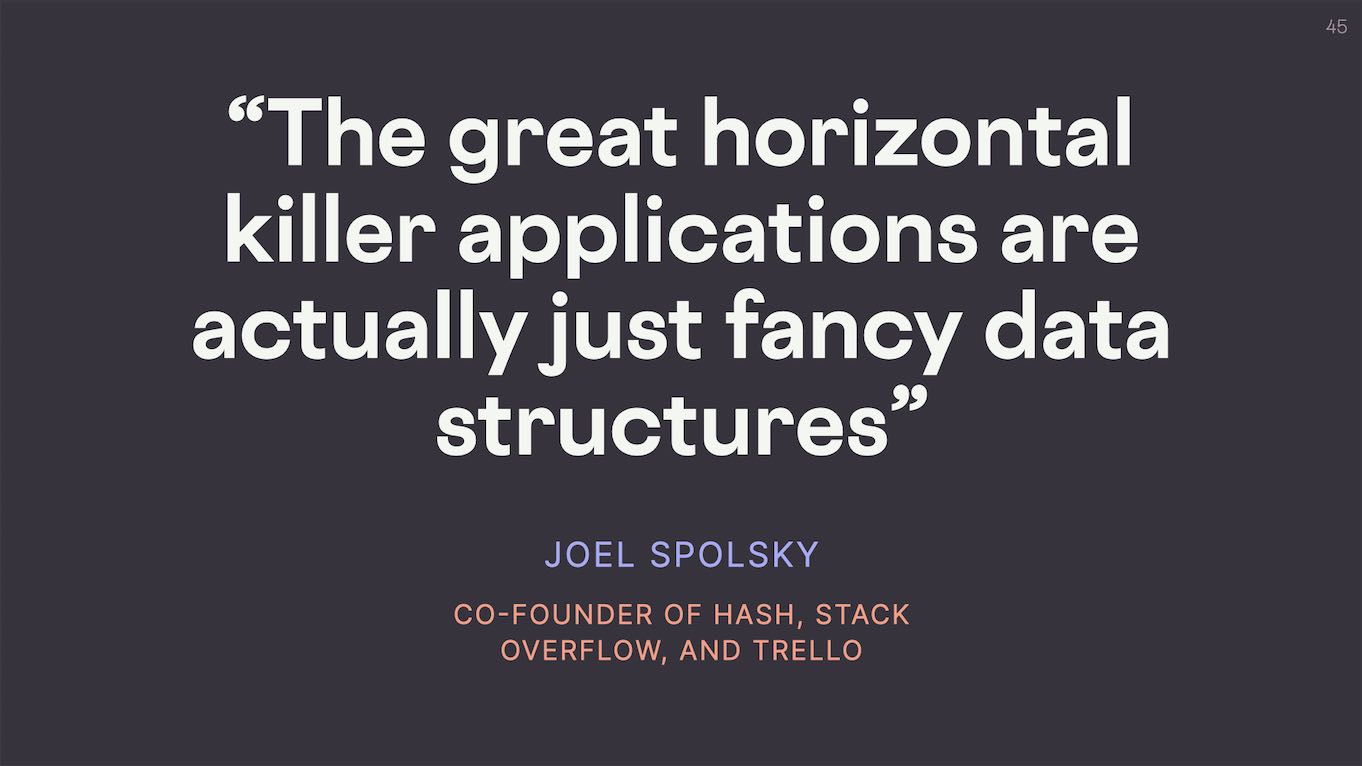 45
“The great horizontal
killer applications are
actually just fancy data
structures”
JOEL SPOLSKY
CO-FOUNDER OF HASH, STACK
OVERFLOW, AND TRELLO